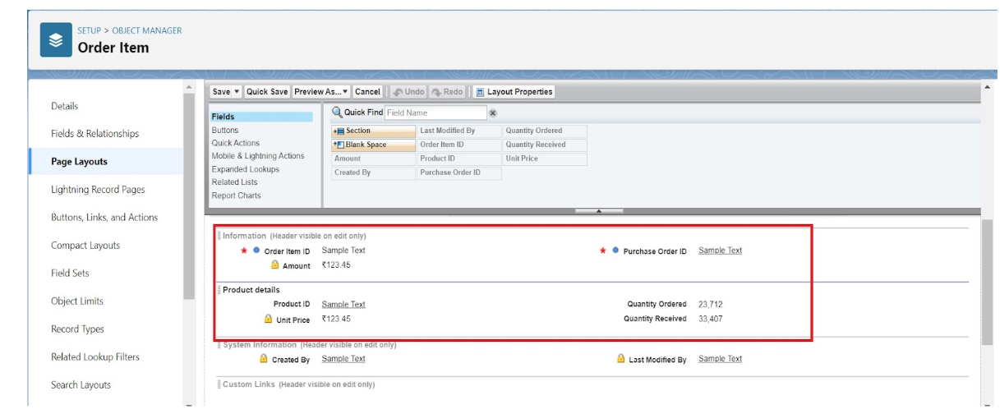 SETUP > OBJECT MANAGER
Order Item
Details
Fields & Relationships
Page Layouts
Lightning Record Pages
Buttons, Links, and Actions
Compact Layouts
Field Sets
Object Limits
Record Types
Related Lookup Filters
Search Layouts
Save Quick Save Preview As... Cancel Undo Redo Layout Properties
Fields
Buttons
Quick Actions
Mobile & Lightning Actions
Expanded Lookups
Related Lists
Report Charts
Quick Find Field Name
Section Last Modified By Quantity Ordered
Blank Space Order Item ID Quantity Received
Amount Product ID Unit Price
Created By Purchase Order ID
Information (Header visible on edit only)
* Order Item ID Sample Text * Purchase Order ID Sample Text
Amount ₹123.45
Product details
Product ID Sample Text Quantity Ordered 23,712
Unit Price ₹123.45 Quantity Received 33,407
System Information (Header visible on edit only)
Created By Sample Text Last Modified By Sample Text
Custom Links (Header visible on edit only)